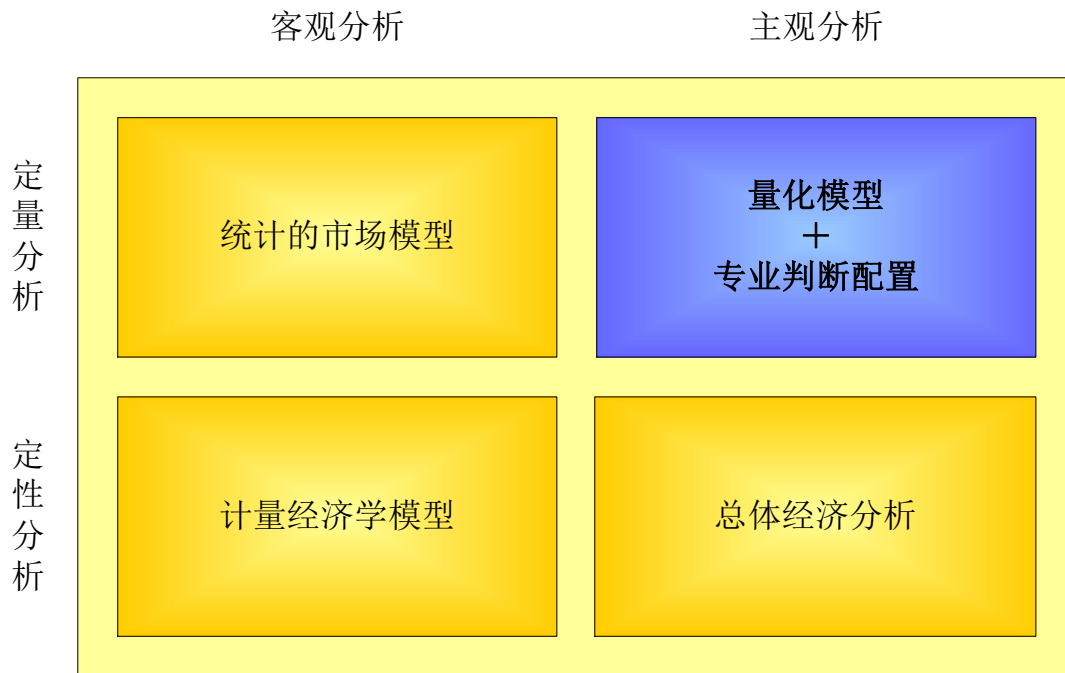 客观分析
主观分析
定量分析
统计的市场模型
量化模型
＋
专业判断配置
定性分析
计量经济学模型
总体经济分析